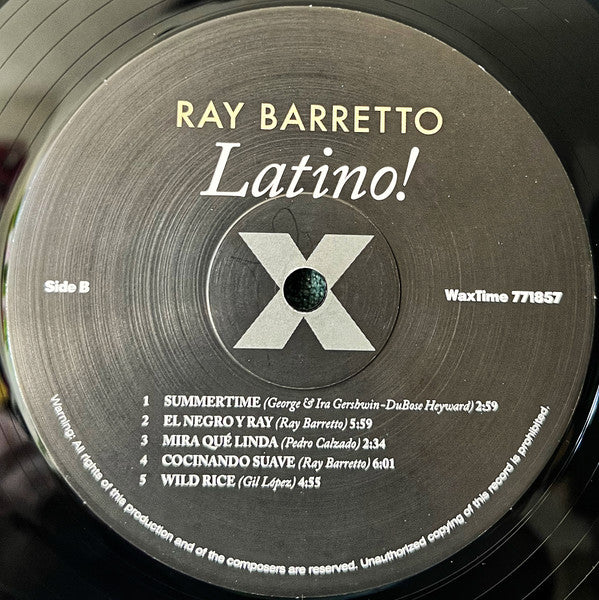 RAY BARRETTO
Latino!
X
Side B
WaxTime 771857
1 SUMMERTIME (George & Ira Gershwin-DuBose Heyward) 2:59
2 EL NEGRO Y RAY (Ray Barretto) 5:59
3 MIRA QUÉ LINDA (Pedro Calzado) 2:34
4 COCINANDO SUAVE (Ray Barretto) 6:01
5 WILD RICE (Gil López) 4:55
Warning: All rights of this production and of the composers are reserved. Unauthorized copying of this record is prohibited.